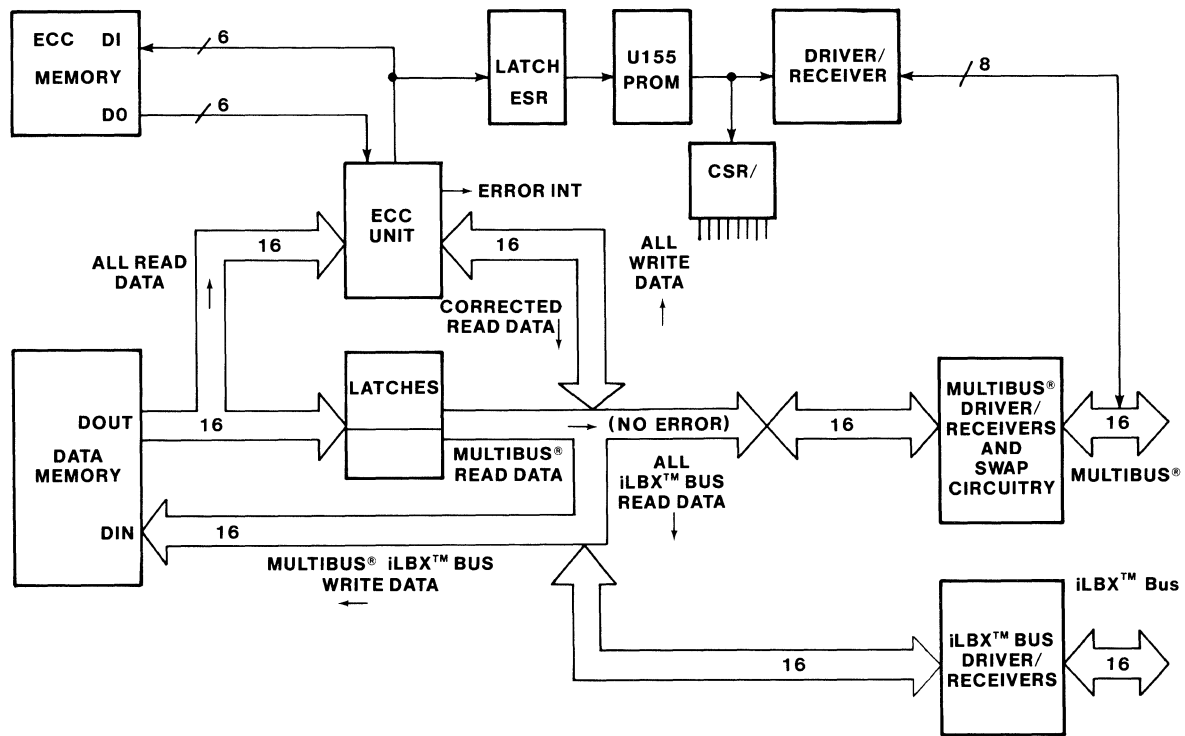 ECC DI
MEMORY
DO
6
6
LATCH
ESR
U155
PROM
DRIVER/
RECEIVER
8
CSR/
ECC
UNIT
ERROR INT
16
16
ALL READ
DATA
ALL
WRITE
DATA
CORRECTED
READ DATA
DOUT
DATA
MEMORY
DIN
16
LATCHES
(NO ERROR)
MULTIBUS®
READ DATA
ALL
iLBX™ BUS
READ DATA
16
MULTIBUS®
DRIVER/
RECEIVERS
AND
SWAP
CIRCUITRY
16
MULTIBUS®
16
MULTIBUS® iLBX™ BUS
WRITE DATA
16
iLBX™ BUS
DRIVER/
RECEIVERS
iLBX™ Bus
16